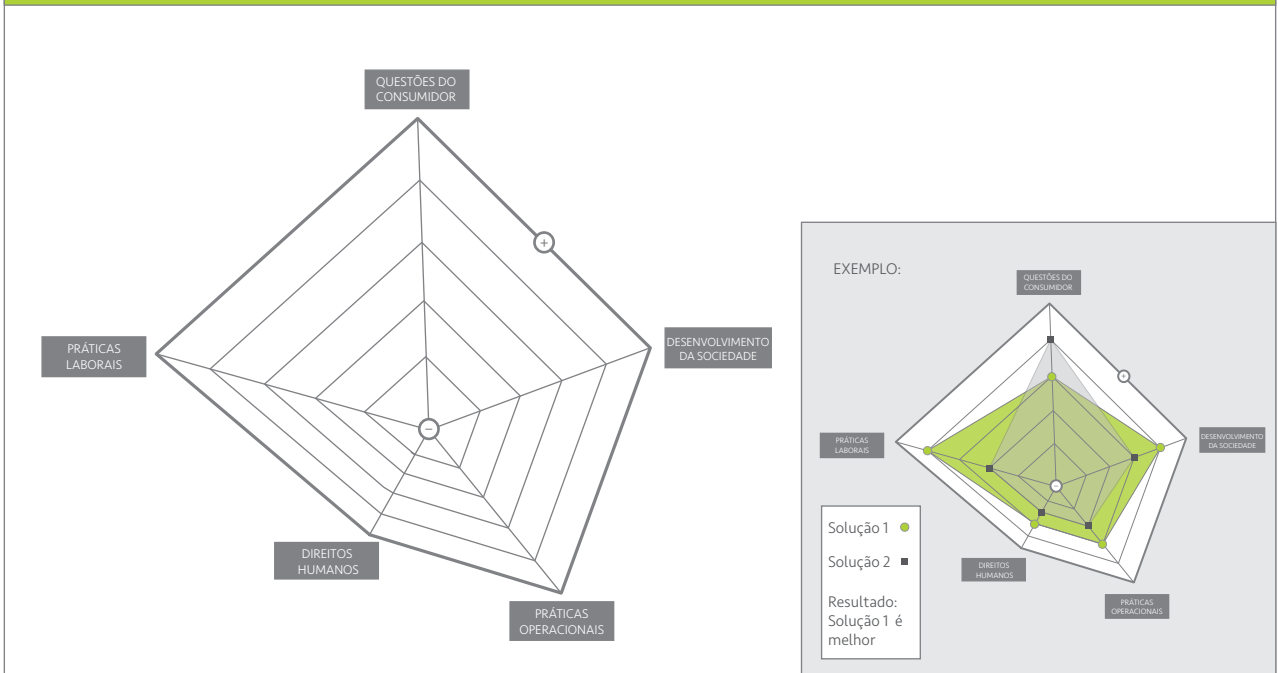 QUESTÕES DO
CONSUMIDOR
+
PRÁTICAS
LABORAIS
DESENVOLVIMENTO
DA SOCIEDADE
−
DIREITOS
HUMANOS
PRÁTICAS
OPERACIONAIS
EXEMPLO:
QUESTÕES DO
CONSUMIDOR
+
PRÁTICAS
LABORAIS
DESENVOLVIMENTO
DA SOCIEDADE
−
DIREITOS
HUMANOS
PRÁTICAS
OPERACIONAIS
Solução 1
Solução 2
Resultado:
Solução 1 é
melhor